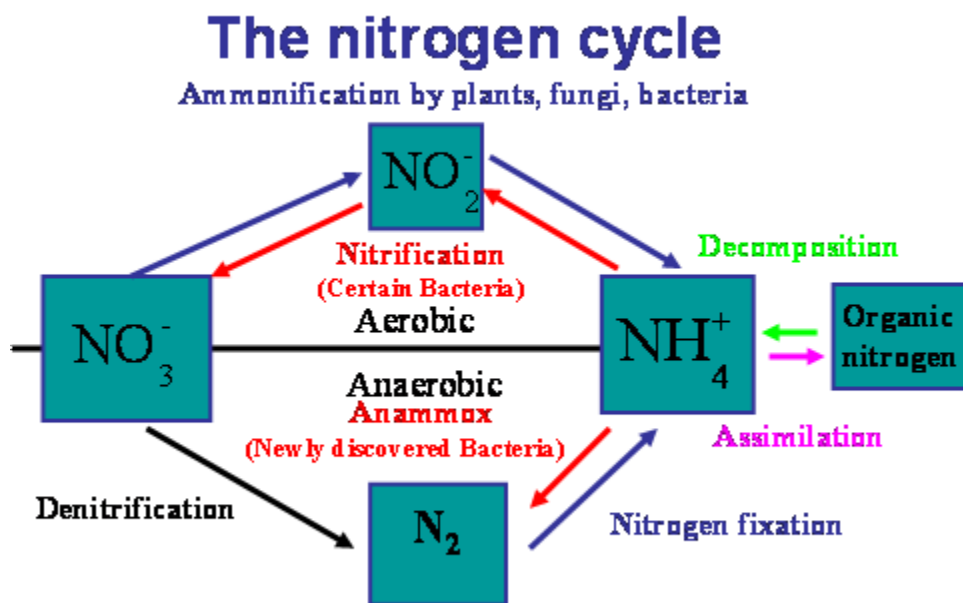 The nitrogen cycle
Ammonification by plants, fungi, bacteria
NO₂⁻
Nitrification
(Certain Bacteria)
Decomposition
NO₃⁻
Aerobic
NH₄⁺
Organic
nitrogen
Anaerobic
Anammox
(Newly discovered Bacteria)
Assimilation
Denitrification
N₂
Nitrogen fixation